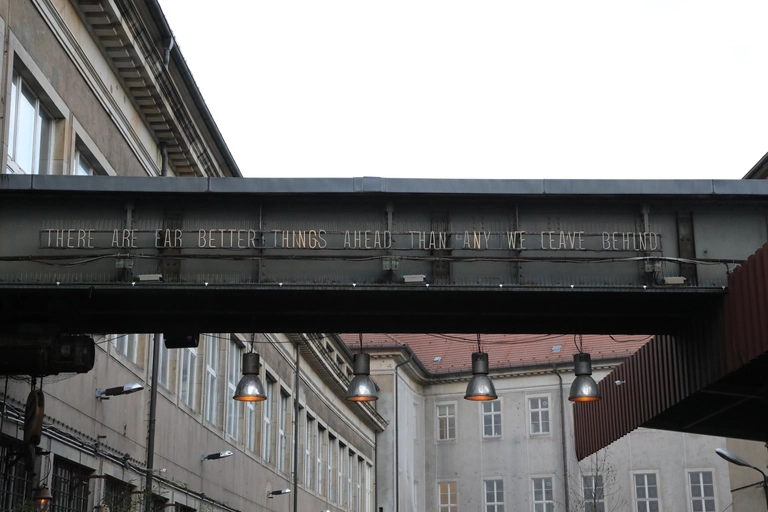 THERE ARE FAR BETTER THINGS AHEAD THAN ANY WE LEAVE BEHIND